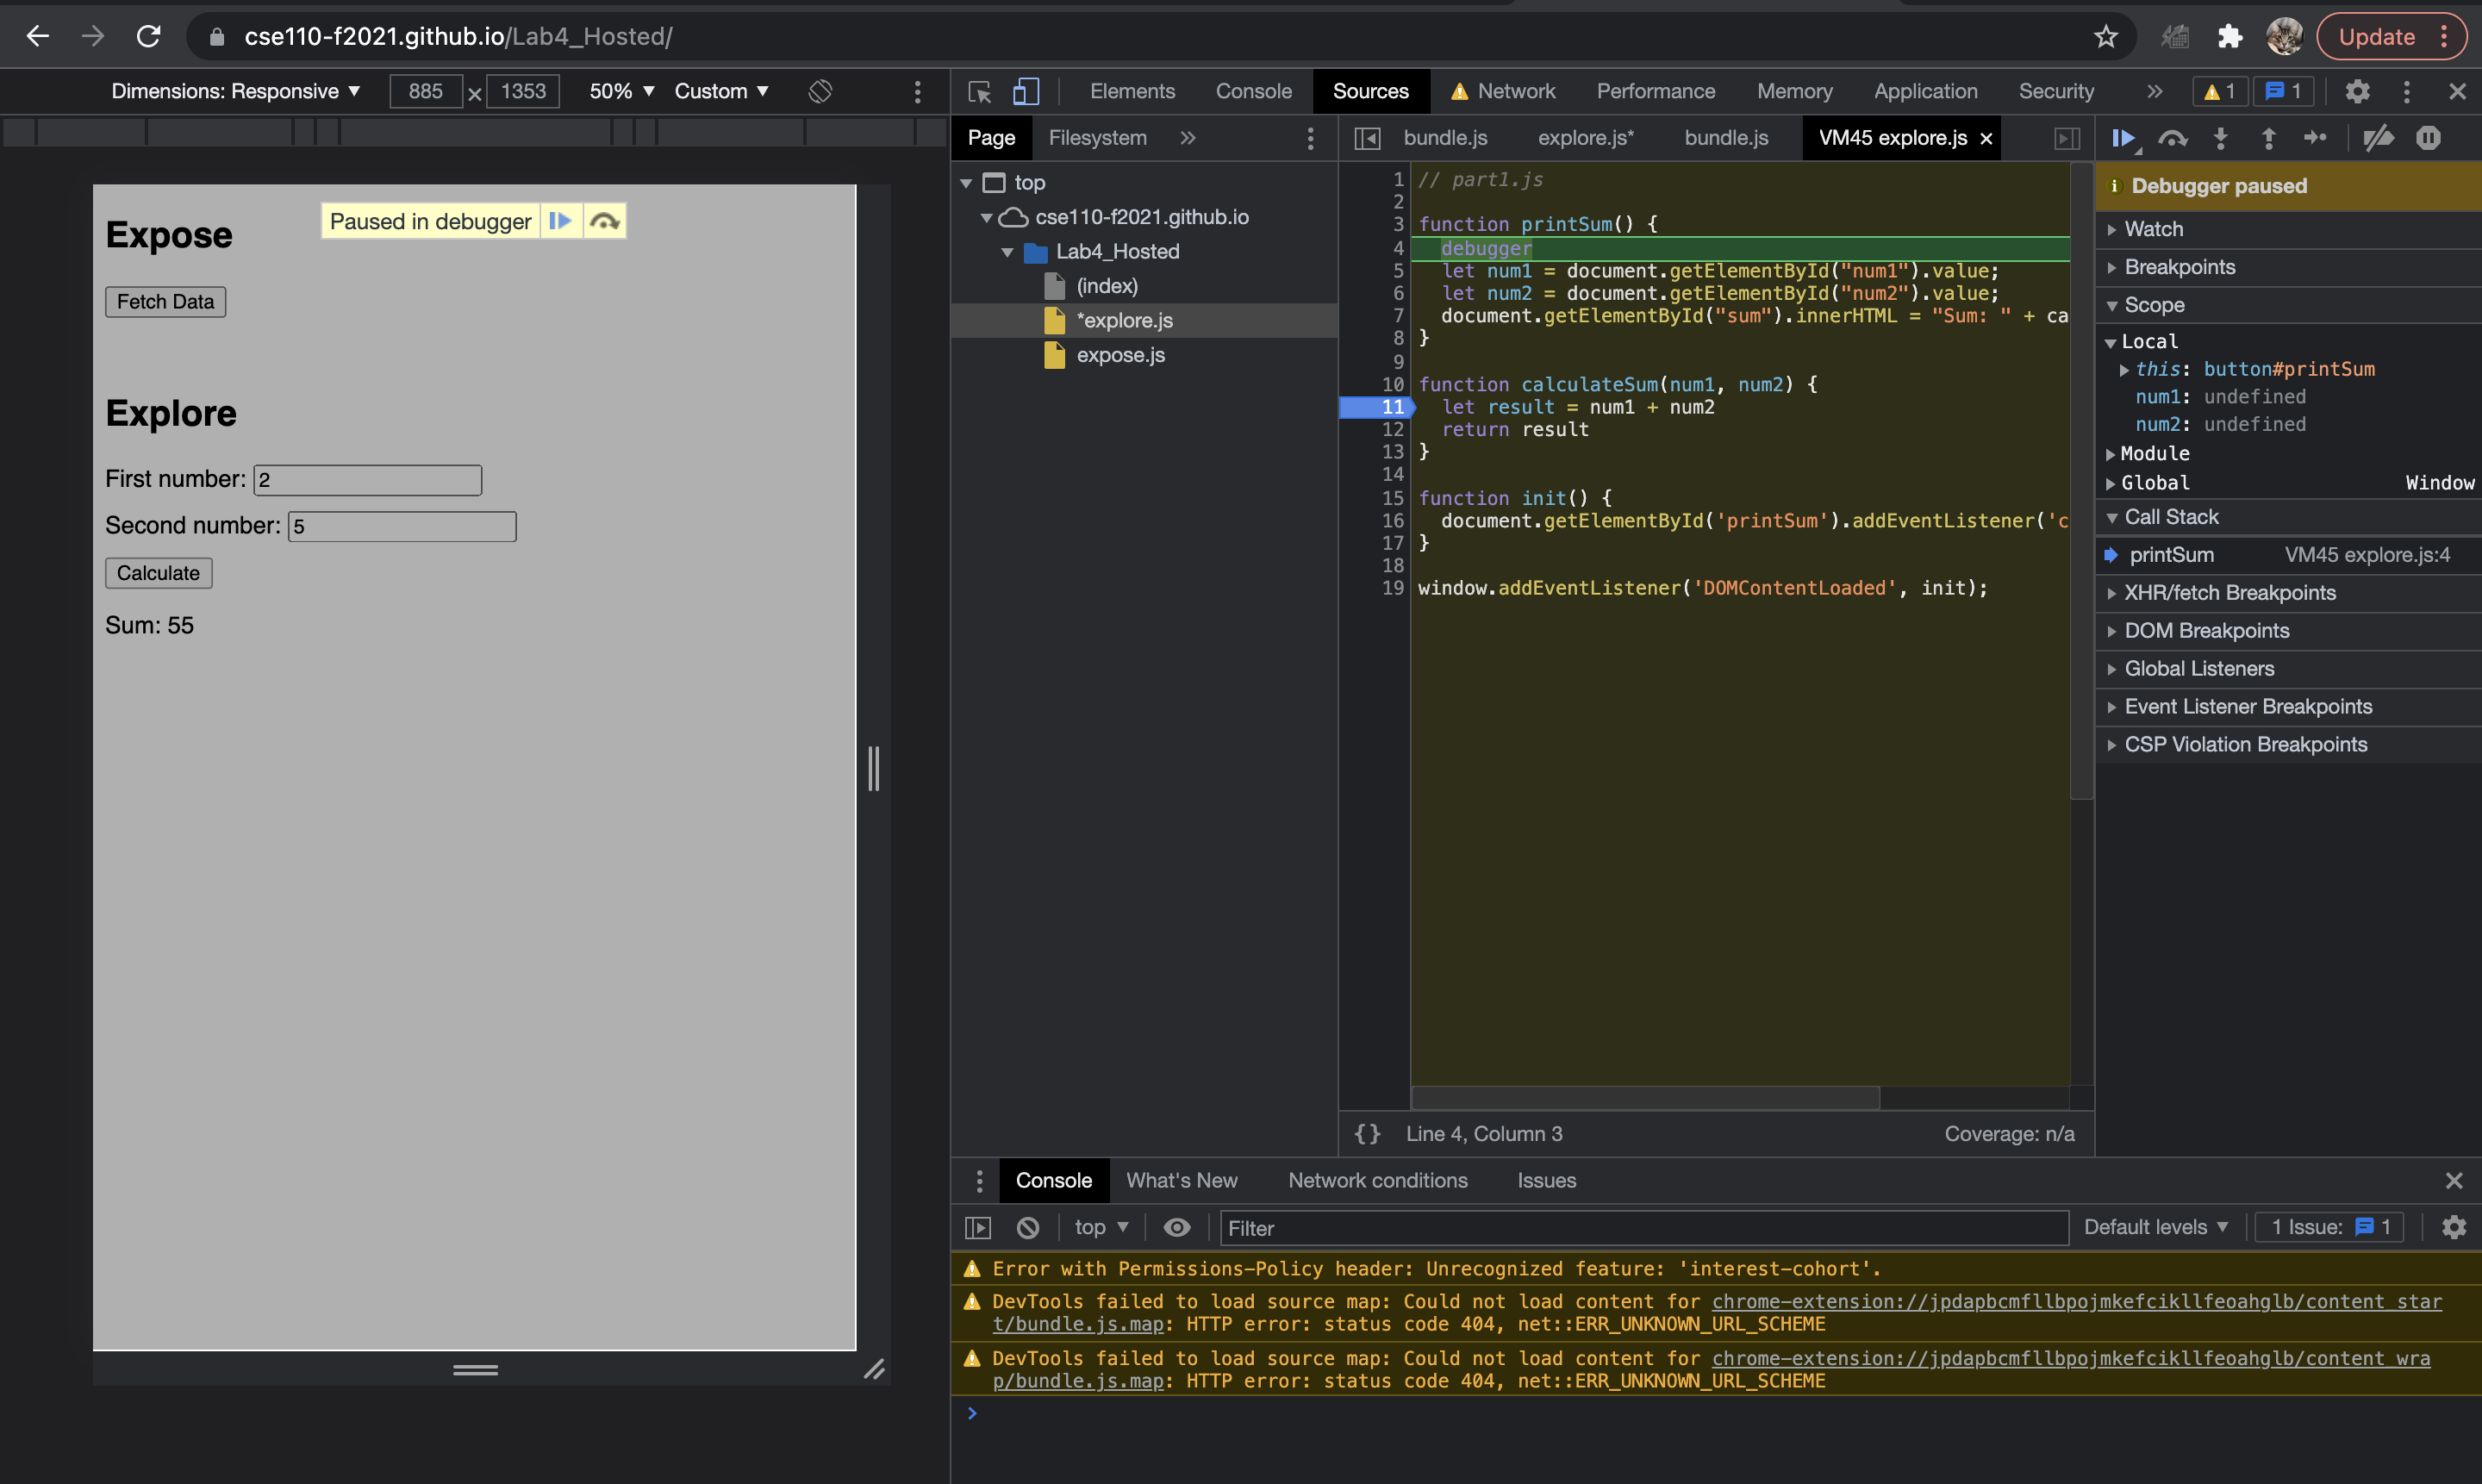 cse110-f2021.github.io/Lab4_Hosted/
Update
Dimensions: Responsive
885 × 1353
50%
Custom
Elements
Console
Sources
Network
Performance
Memory
Application
Security
1
1
Page
Filesystem
bundle.js
explore.js*
bundle.js
VM45 explore.js
Expose
Paused in debugger
Fetch Data
Explore
First number: 2
Second number: 5
Calculate
Sum: 55
top
cse110-f2021.github.io
Lab4_Hosted
(index)
*explore.js
expose.js
1 // part1.js
2
3 function printSum() {
4 debugger
5 let num1 = document.getElementById("num1").value;
6 let num2 = document.getElementById("num2").value;
7 document.getElementById("sum").innerHTML = "Sum: " + ca
8 }
9
10 function calculateSum(num1, num2) {
11 let result = num1 + num2
12 return result
13 }
14
15 function init() {
16 document.getElementById('printSum').addEventListener('c
17 }
18
19 window.addEventListener('DOMContentLoaded', init);
{} Line 4, Column 3
Coverage: n/a
Debugger paused
Watch
Breakpoints
Scope
Local
this: button#printSum
num1: undefined
num2: undefined
Module
Global Window
Call Stack
printSum VM45 explore.js:4
XHR/fetch Breakpoints
DOM Breakpoints
Global Listeners
Event Listener Breakpoints
CSP Violation Breakpoints
Console
What's New
Network conditions
Issues
top
Filter
Default levels
1 Issue: 1
Error with Permissions-Policy header: Unrecognized feature: 'interest-cohort'.
DevTools failed to load source map: Could not load content for chrome-extension://jpdapbcmfllbpojmkefcikllfeoahglb/content_star
t/bundle.js.map: HTTP error: status code 404, net::ERR_UNKNOWN_URL_SCHEME
DevTools failed to load source map: Could not load content for chrome-extension://jpdapbcmfllbpojmkefcikllfeoahglb/content_wra
p/bundle.js.map: HTTP error: status code 404, net::ERR_UNKNOWN_URL_SCHEME